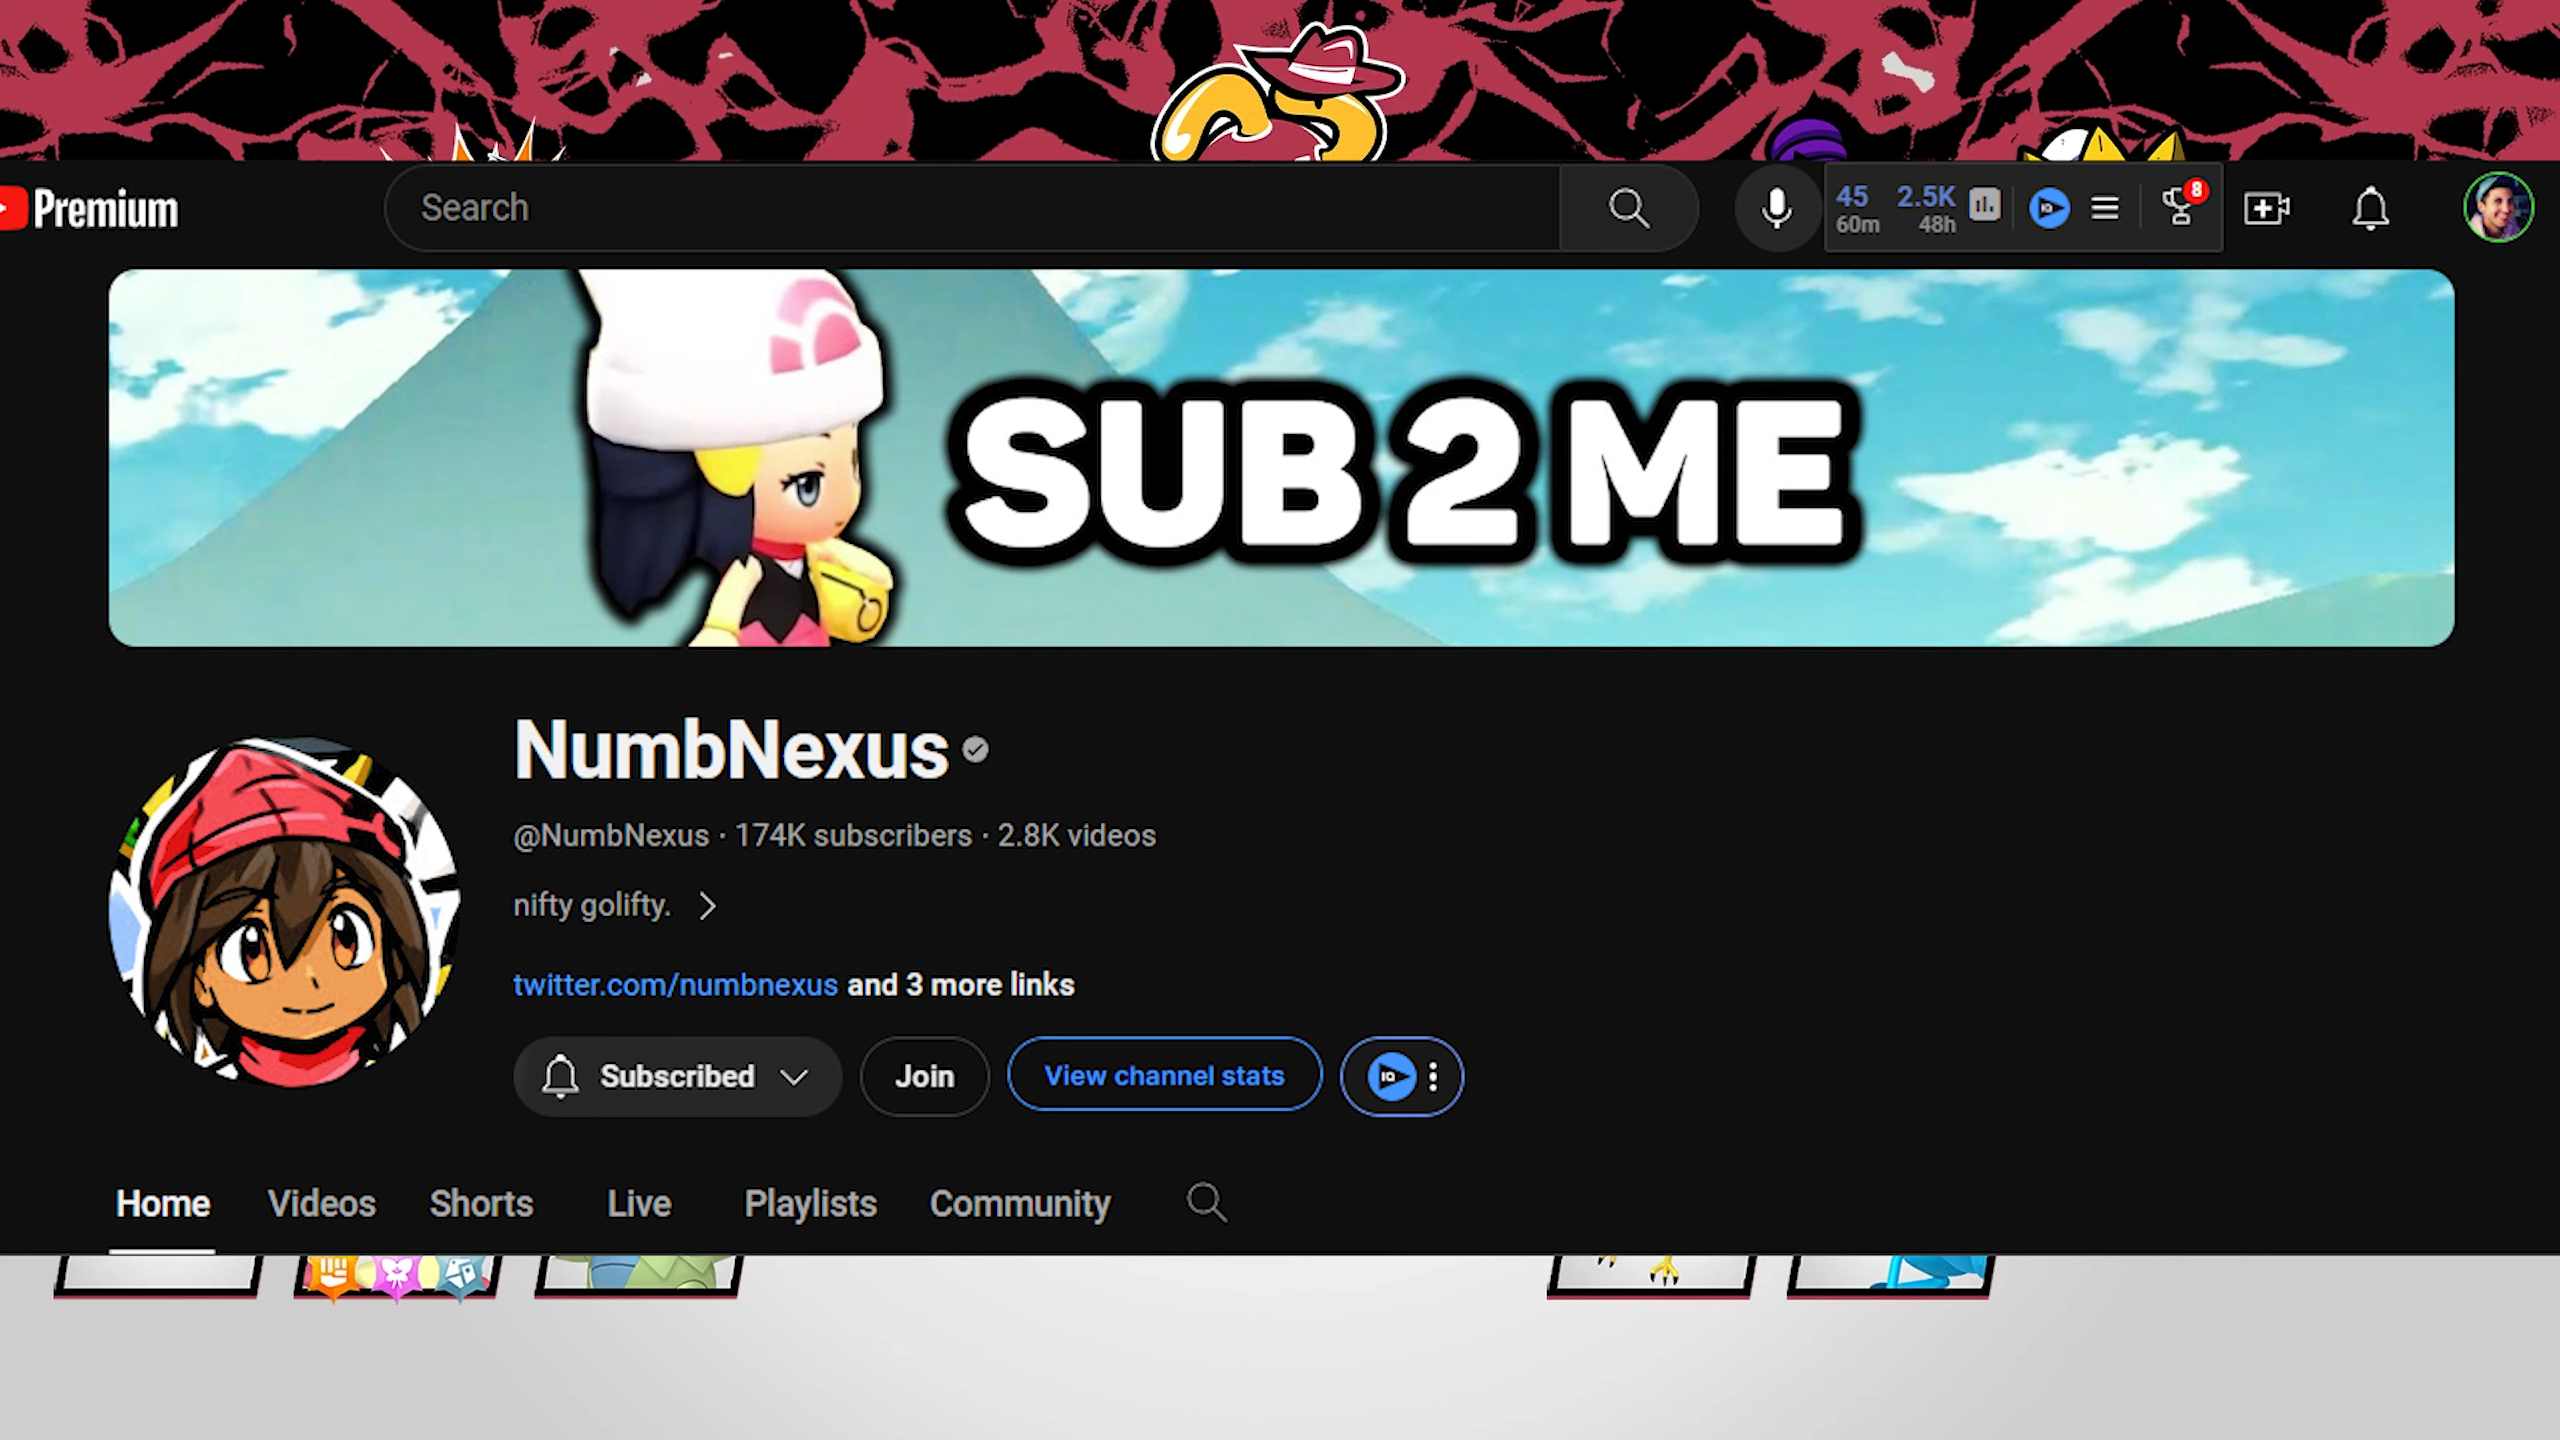 Premium
Search
45 2.5K
60m 48h
8
SUB 2 ME
NumbNexus
@NumbNexus · 174K subscribers · 2.8K videos
nifty golifty.
twitter.com/numbnexus and 3 more links
Subscribed Join View channel stats IQ
Home Videos Shorts Live Playlists Community